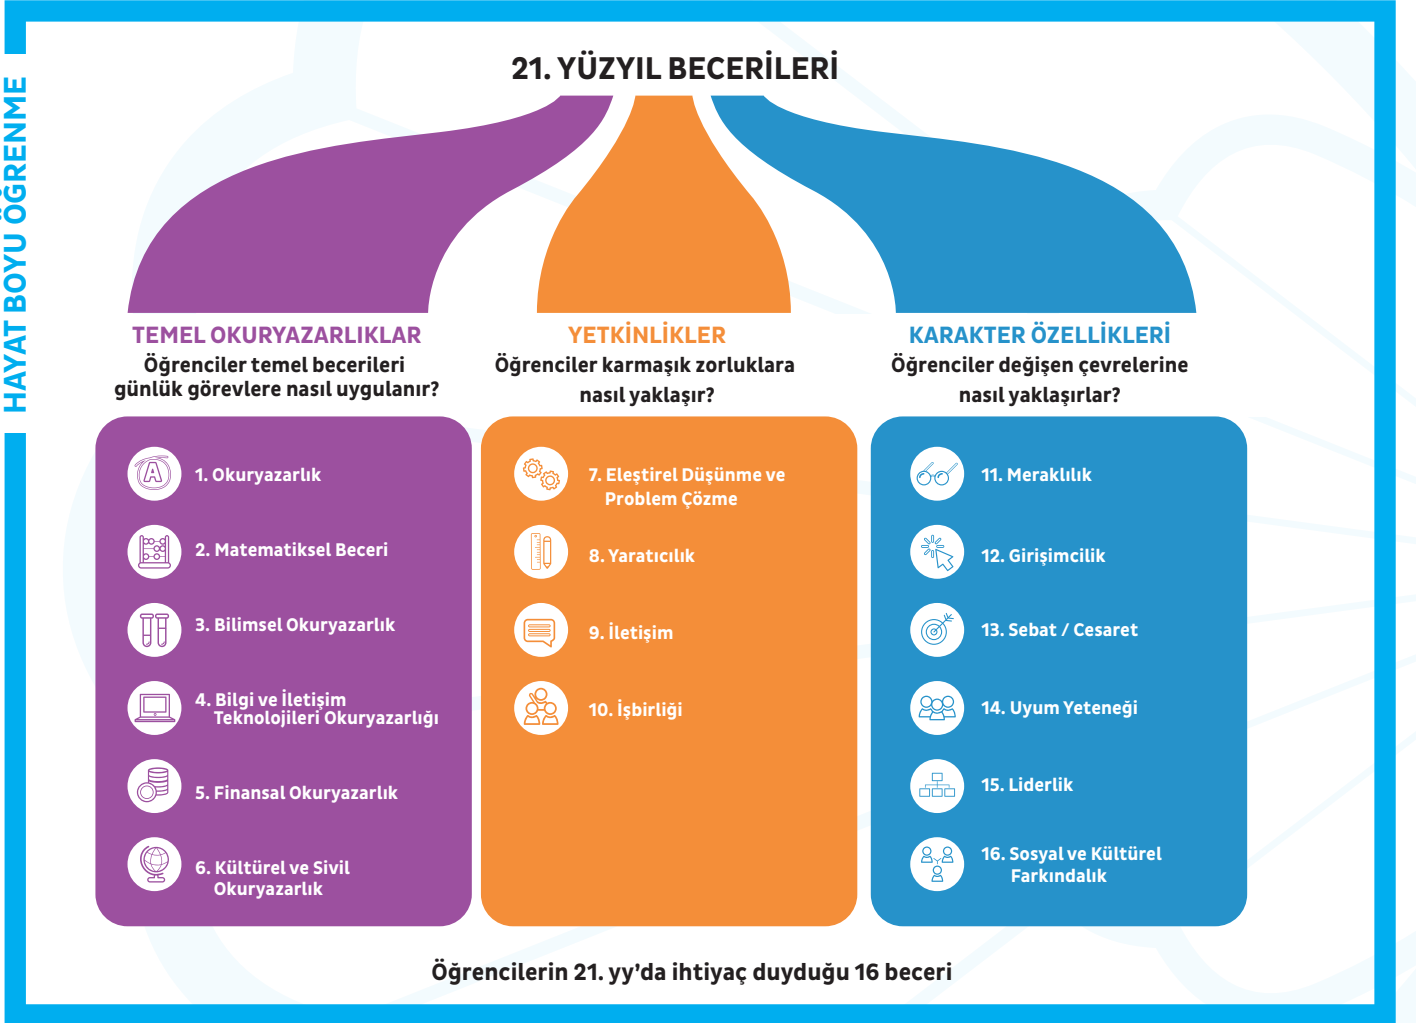 21. YÜZYIL BECERİLERİ
HAYAT BOYU ÖĞRENME
TEMEL OKURYAZARLIKLAR
Öğrenciler temel becerileri
günlük görevlere nasıl uygulanır?
1. Okuryazarlık
2. Matematiksel Beceri
3. Bilimsel Okuryazarlık
4. Bilgi ve İletişim
Teknolojileri Okuryazarlığı
5. Finansal Okuryazarlık
6. Kültürel ve Sivil
Okuryazarlık
YETKİNLİKLER
Öğrenciler karmaşık zorluklara
nasıl yaklaşır?
7. Eleştirel Düşünme ve
Problem Çözme
8. Yaratıcılık
9. İletişim
10. İşbirliği
KARAKTER ÖZELLİKLERİ
Öğrenciler değişen çevrelerine
nasıl yaklaşırlar?
11. Meraklılık
12. Girişimcilik
13. Sebat / Cesaret
14. Uyum Yeteneği
15. Liderlik
16. Sosyal ve Kültürel
Farkındalık
Öğrencilerin 21. yy’da ihtiyaç duyduğu 16 beceri